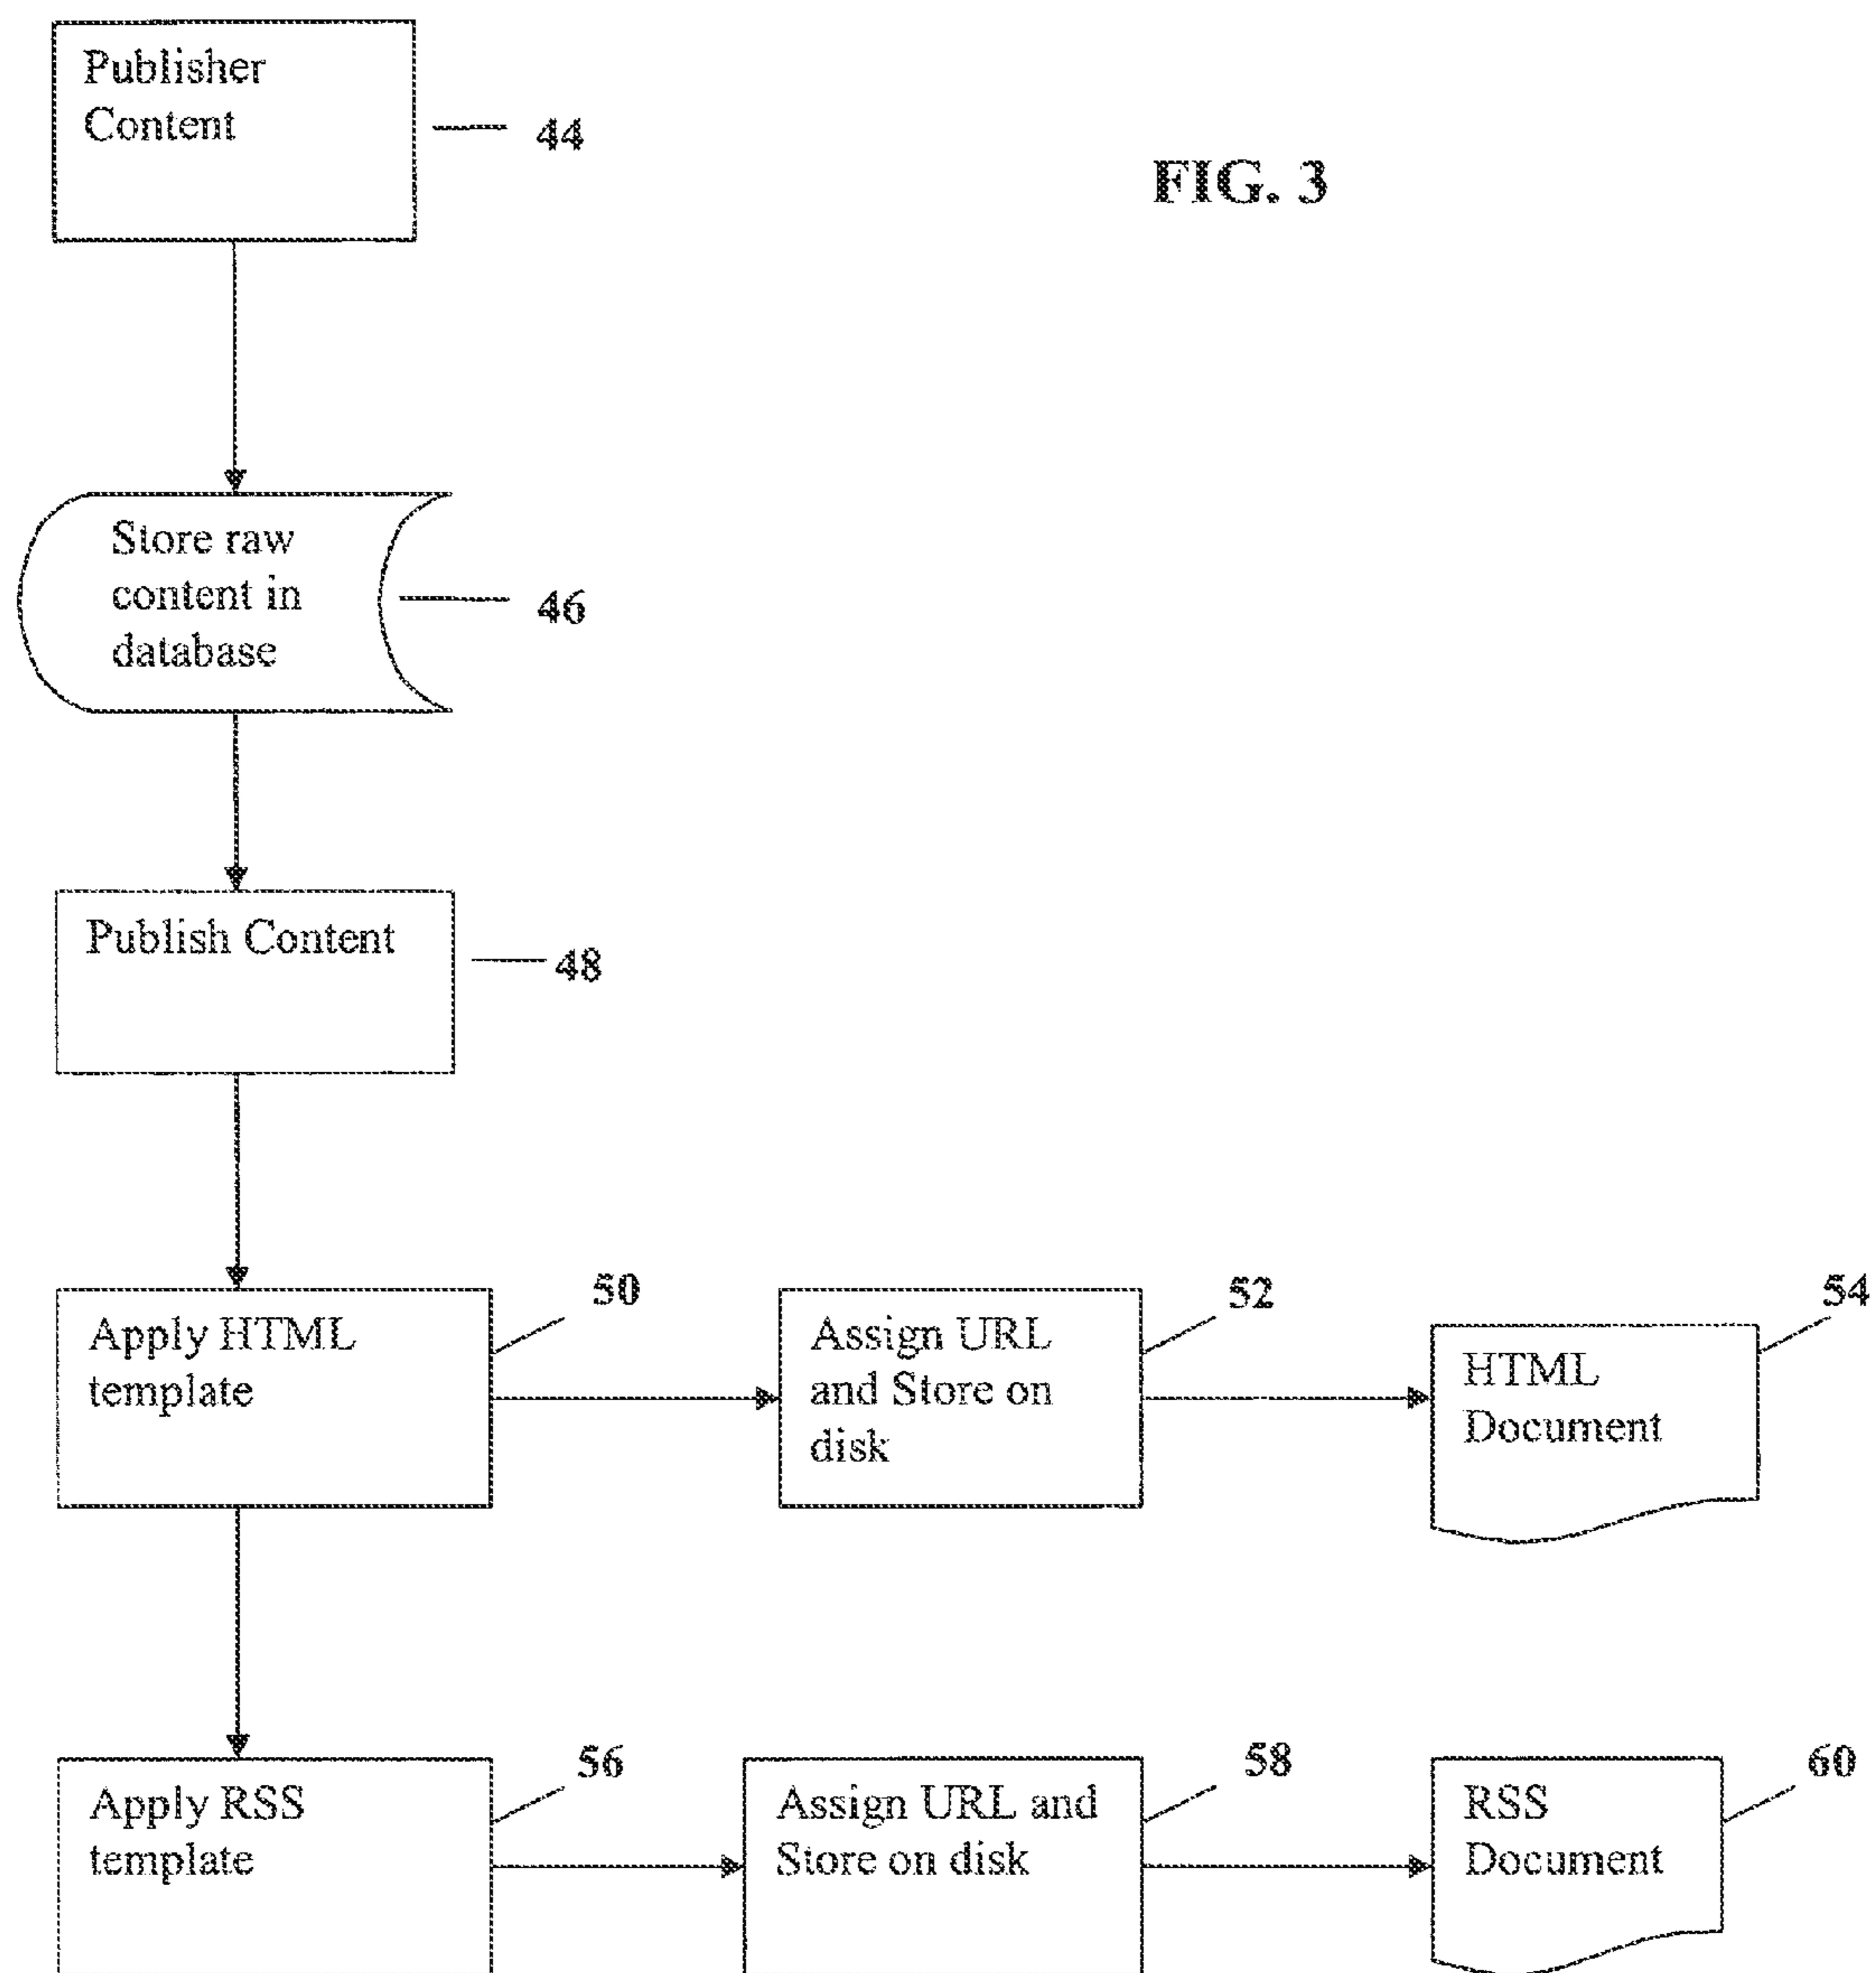 Publisher
Content
44
FIG. 3
Store raw
content in
database
46
Publish Content
48
Apply HTML
template
50
Assign URL
and Store on
disk
52
HTML
Document
54
Apply RSS
template
56
Assign URL and
Store on disk
58
RSS
Document
60